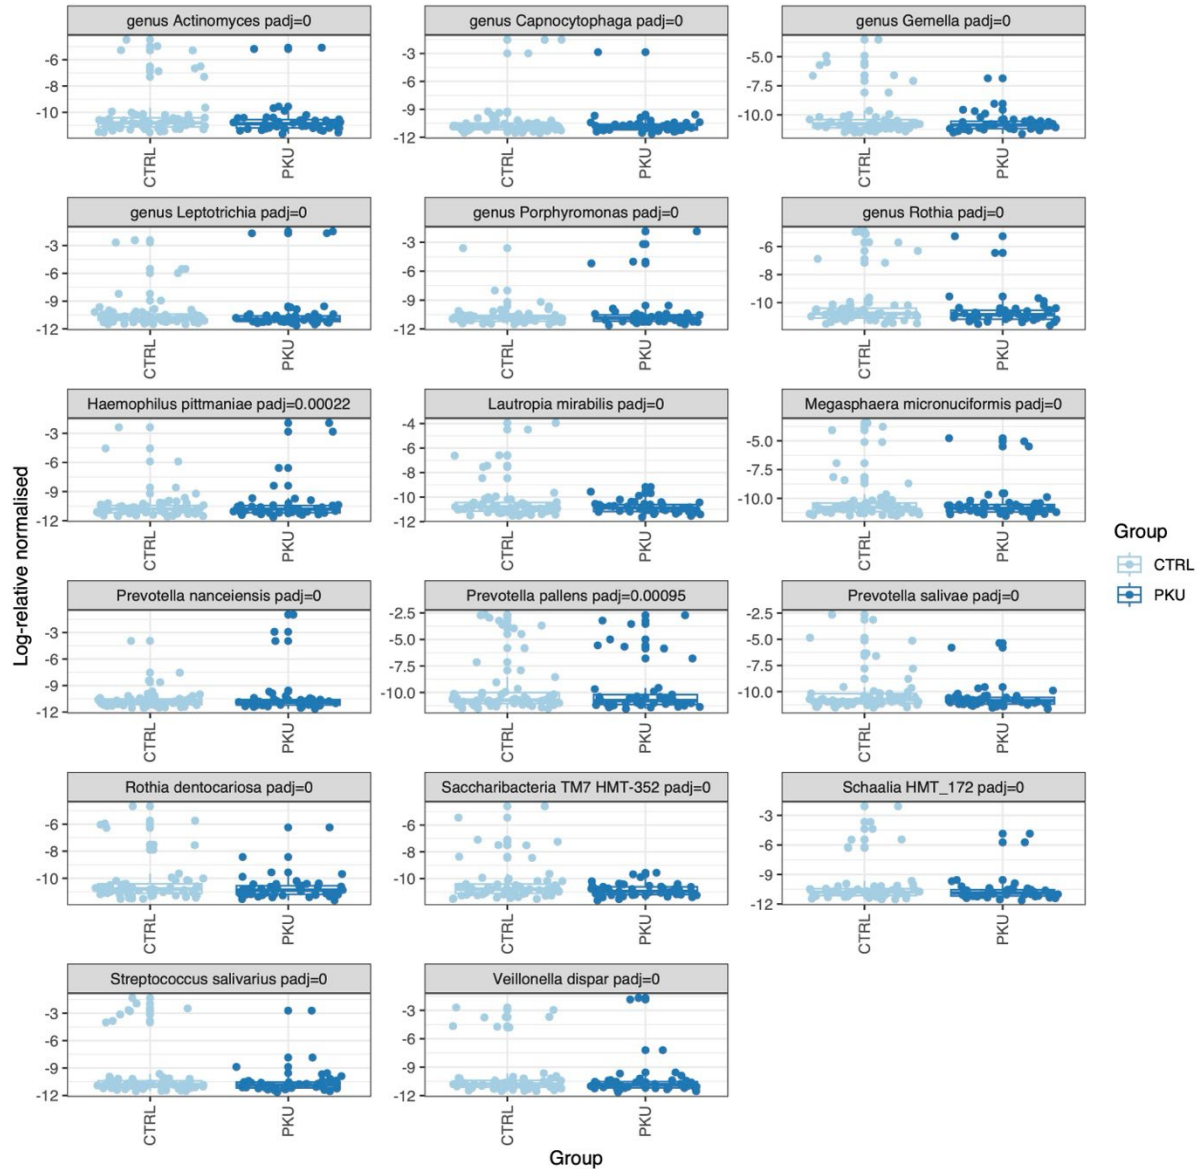 genus Actinomyces padj=0
genus Capnocytophaga padj=0
genus Gemella padj=0
-6
-10
-3
-6
-9
-12
-5.0
-7.5
-10.0
CTRL
PKU
CTRL
PKU
CTRL
PKU
genus Leptotrichia padj=0
genus Porphyromonas padj=0
genus Rothia padj=0
-3
-6
-9
-12
-3
-6
-9
-12
-6
-8
-10
CTRL
PKU
CTRL
PKU
CTRL
PKU
Haemophilus pittmaniae padj=0.00022
Lautropia mirabilis padj=0
Megasphaera micronuciformis padj=0
-3
-6
-9
-12
-4
-6
-8
-10
-12
-5.0
-7.5
-10.0
CTRL
PKU
CTRL
PKU
CTRL
PKU
Log-relative normalised
Group
CTRL
PKU
Prevotella nanceiensis padj=0
Prevotella pallens padj=0.00095
Prevotella salivae padj=0
-3
-6
-9
-12
-2.5
-5.0
-7.5
-10.0
-2.5
-5.0
-7.5
-10.0
CTRL
PKU
CTRL
PKU
CTRL
PKU
Rothia dentocariosa padj=0
Saccharibacteria TM7 HMT-352 padj=0
Schaalia HMT_172 padj=0
-6
-8
-10
-6
-8
-10
-3
-6
-9
-12
CTRL
PKU
CTRL
PKU
CTRL
PKU
Streptococcus salivarius padj=0
Veillonella dispar padj=0
-3
-6
-9
-12
-3
-6
-9
-12
CTRL
PKU
CTRL
PKU
Group